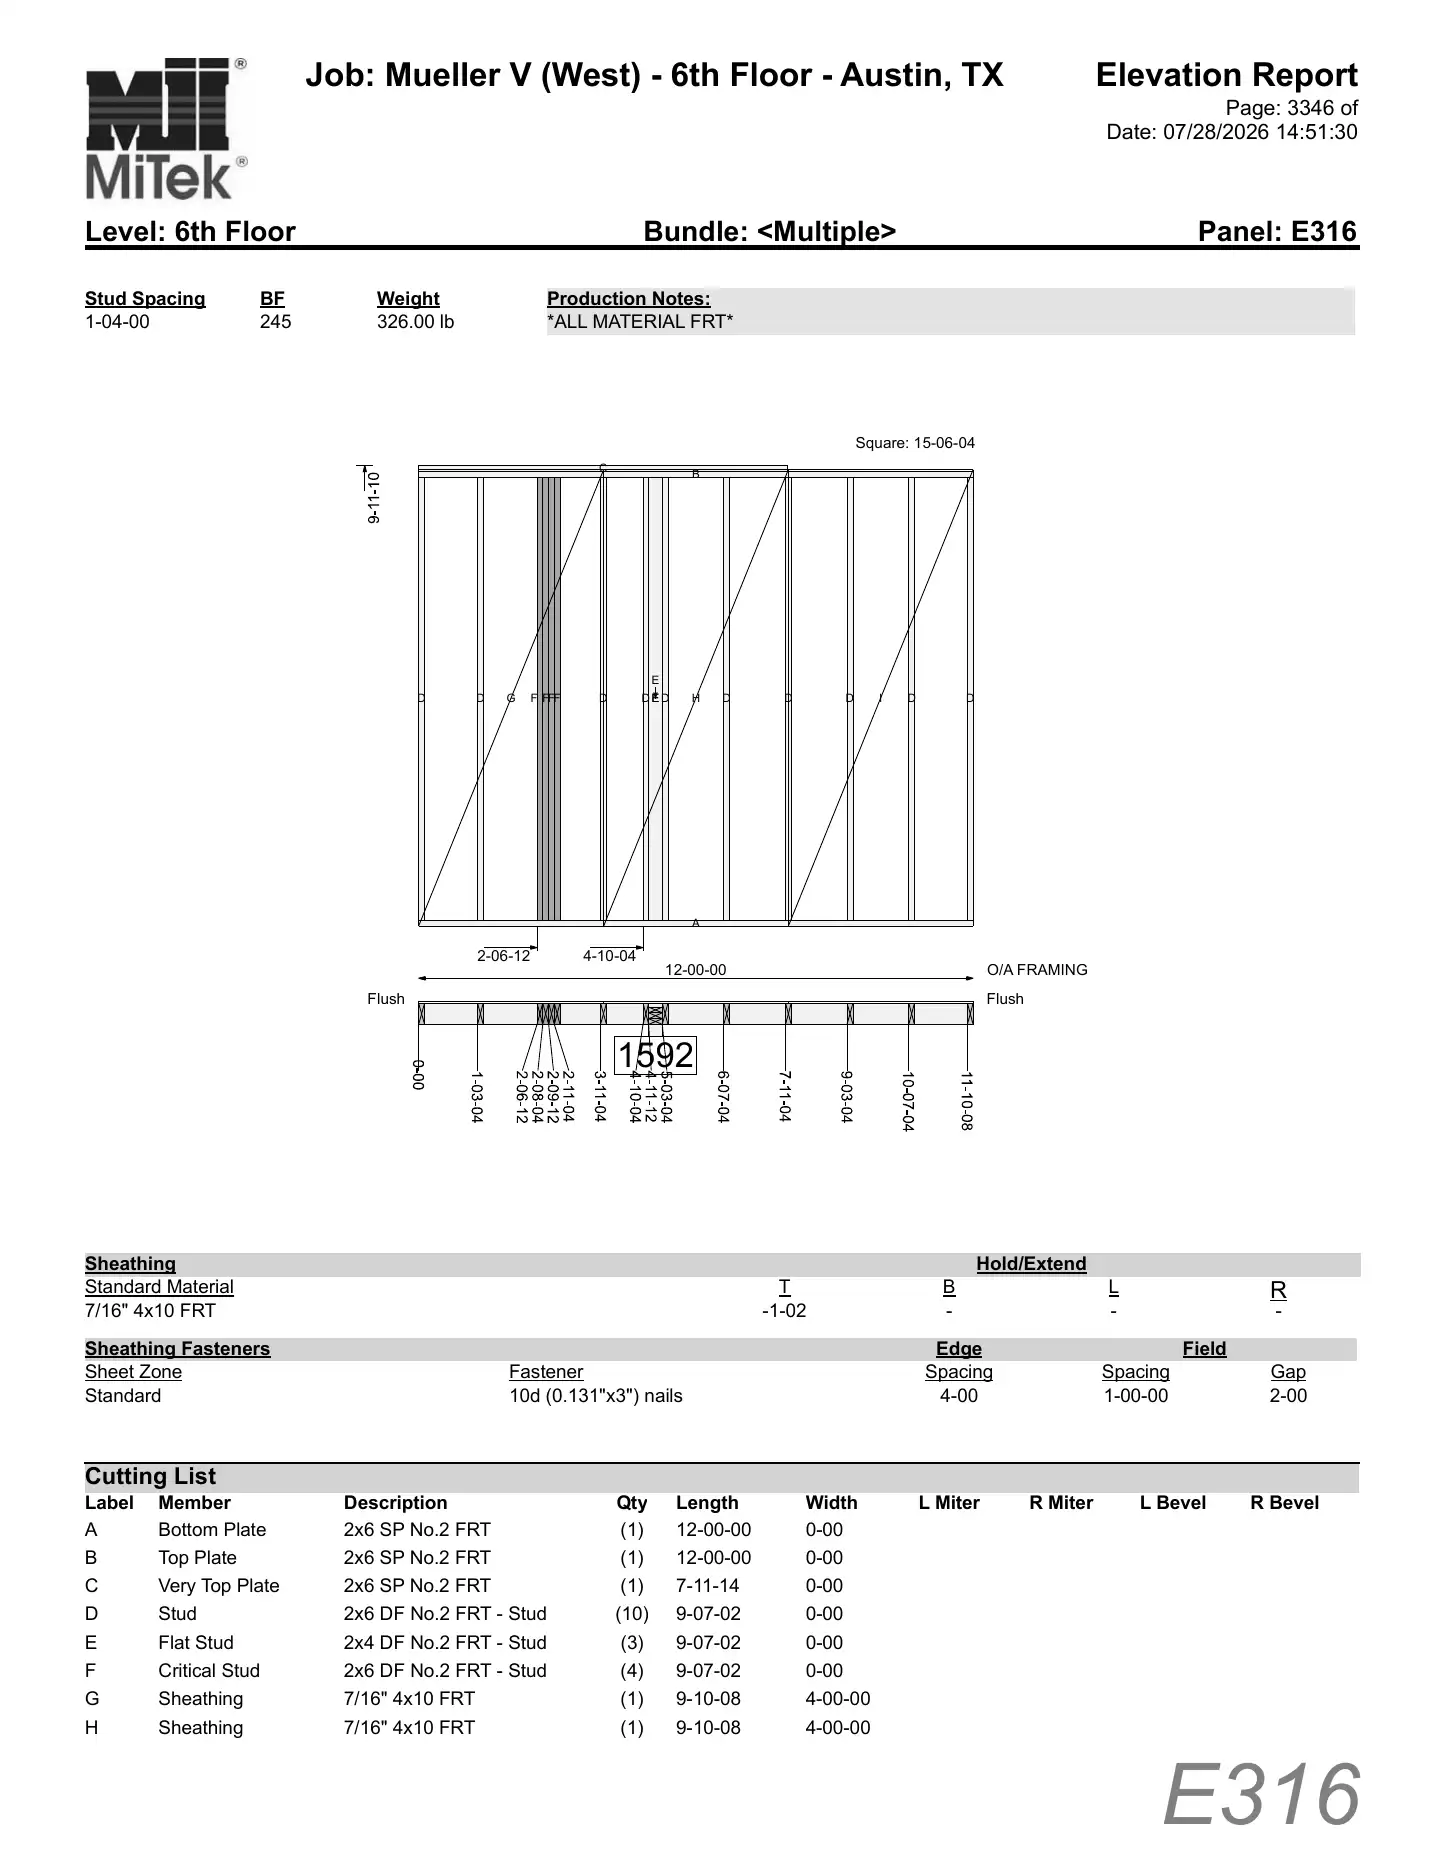 Job: Mueller V (West) - 6th Floor - Austin, TX
Elevation Report
Page: 3346 of
Date: 07/28/2026 14:51:30
MiTek®
Level: 6th Floor Bundle: <Multiple> Panel: E316
Stud Spacing BF Weight Production Notes:
1-04-00 245 326.00 lb *ALL MATERIAL FRT*
Square: 15-06-04
9-11-10
C B
E
D D G F F F F D D E D H D D D I D D
A
2-06-12 4-10-04
12-00-00 O/A FRAMING
Flush Flush
1592
0-00 1-03-04 2-06-12 2-08-04 2-09-12 2-11-04 3-11-04 4-10-04 4-11-12 5-03-04 6-07-04 7-11-04 9-03-04 10-07-04 11-10-08
Sheathing Hold/Extend
Standard Material T B L R
7/16" 4x10 FRT -1-02 - - -
Sheathing Fasteners Edge Field
Sheet Zone Fastener Spacing Spacing Gap
Standard 10d (0.131"x3") nails 4-00 1-00-00 2-00
Cutting List
Label Member Description Qty Length Width L Miter R Miter L Bevel R Bevel
A Bottom Plate 2x6 SP No.2 FRT (1) 12-00-00 0-00
B Top Plate 2x6 SP No.2 FRT (1) 12-00-00 0-00
C Very Top Plate 2x6 SP No.2 FRT (1) 7-11-14 0-00
D Stud 2x6 DF No.2 FRT - Stud (10) 9-07-02 0-00
E Flat Stud 2x4 DF No.2 FRT - Stud (3) 9-07-02 0-00
F Critical Stud 2x6 DF No.2 FRT - Stud (4) 9-07-02 0-00
G Sheathing 7/16" 4x10 FRT (1) 9-10-08 4-00-00
H Sheathing 7/16" 4x10 FRT (1) 9-10-08 4-00-00
E316